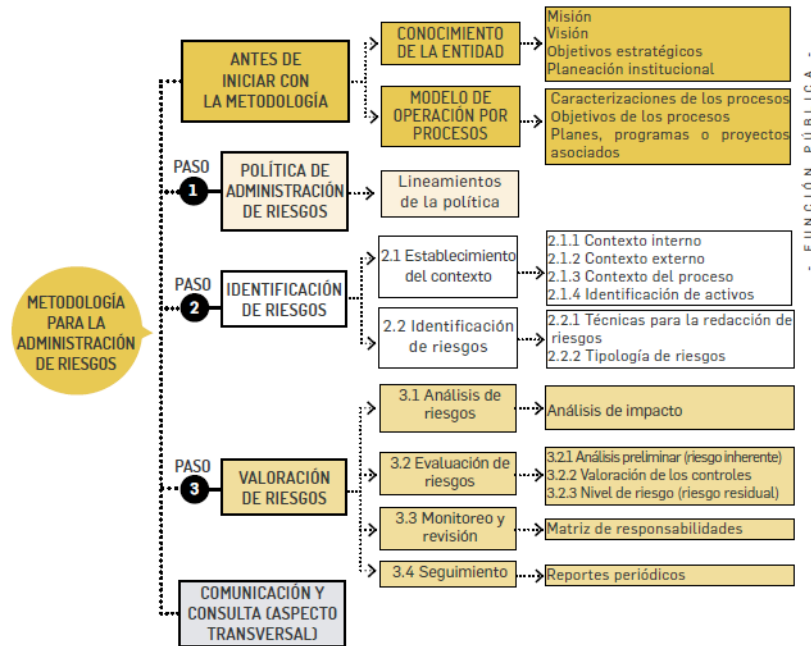 METODOLOGÍA
PARA LA
ADMINISTRACIÓN
DE RIESGOS
ANTES DE
INICIAR CON
LA METODOLOGÍA
CONOCIMIENTO
DE LA ENTIDAD
Misión
Visión
Objetivos estratégicos
Planeación institucional
MODELO DE
OPERACIÓN POR
PROCESOS
Caracterizaciones de los procesos
Objetivos de los procesos
Planes, programas o proyectos
asociados
PASO
1
POLÍTICA DE
ADMINISTRACIÓN
DE RIESGOS
Lineamientos
de la política
PASO
2
IDENTIFICACIÓN
DE RIESGOS
2.1 Establecimiento
del contexto
2.1.1 Contexto interno
2.1.2 Contexto externo
2.1.3 Contexto del proceso
2.1.4 Identificación de activos
2.2 Identificación
de riesgos
2.2.1 Técnicas para la redacción de
riesgos
2.2.2 Tipología de riesgos
PASO
3
VALORACIÓN
DE RIESGOS
3.1 Análisis de
riesgos
Análisis de impacto
3.2 Evaluación de
riesgos
3.2.1 Análisis preliminar (riesgo inherente)
3.2.2 Valoración de los controles
3.2.3 Nivel de riesgo (riesgo residual)
3.3 Monitoreo y
revisión
Matriz de responsabilidades
3.4 Seguimiento
Reportes periódicos
COMUNICACIÓN Y
CONSULTA (ASPECTO
TRANSVERSAL)
- FUNCIÓN PÚBLICA -